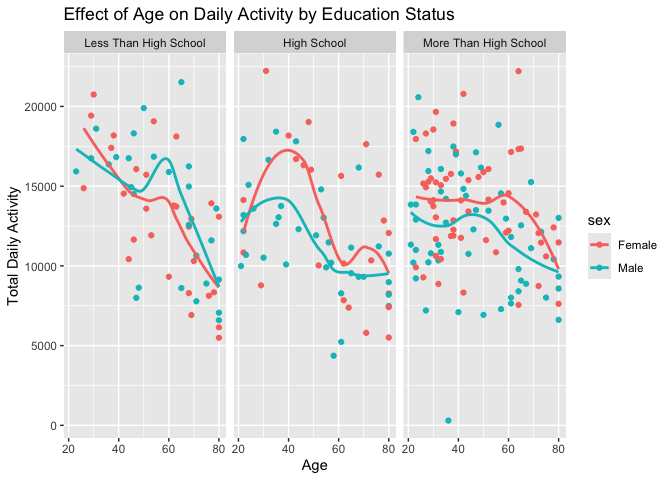 Effect of Age on Daily Activity by Education Status
Less Than High School
High School
More Than High School
Total Daily Activity
20000
15000
10000
5000
0
20 40 60 80
20 40 60 80
20 40 60 80
Age
sex
Female
Male